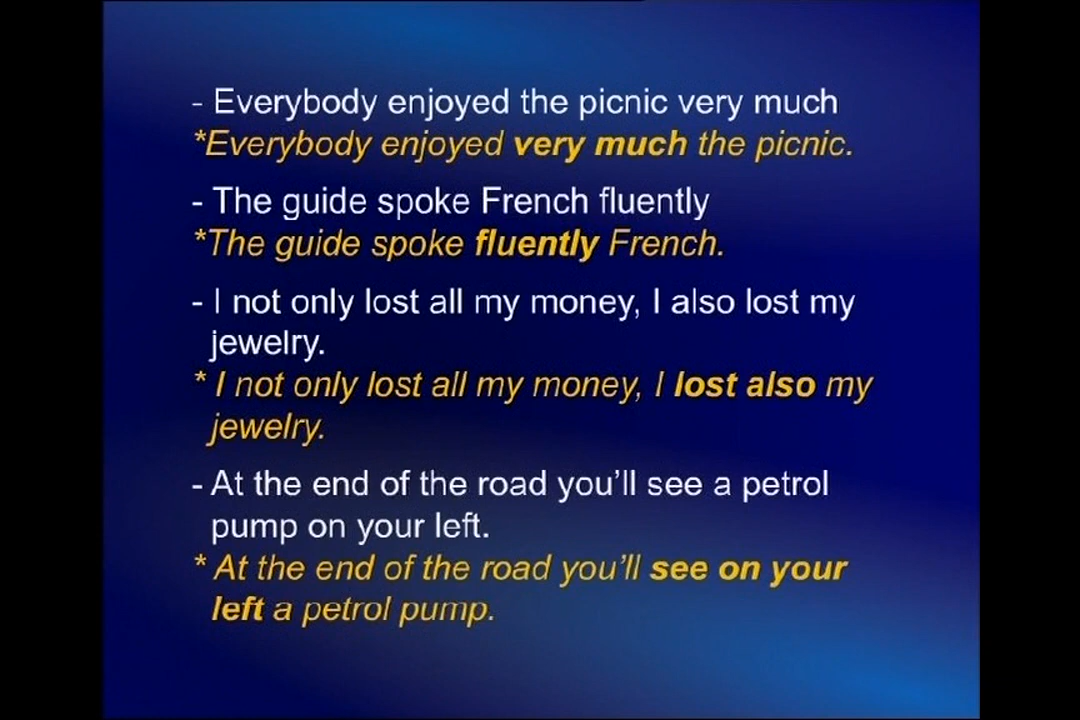 - Everybody enjoyed the picnic very much
*Everybody enjoyed very much the picnic.
- The guide spoke French fluently
*The guide spoke fluently French.
- I not only lost all my money, I also lost my
jewelry.
* I not only lost all my money, I lost also my
jewelry.
- At the end of the road you’ll see a petrol
pump on your left.
* At the end of the road you’ll see on your
left a petrol pump.